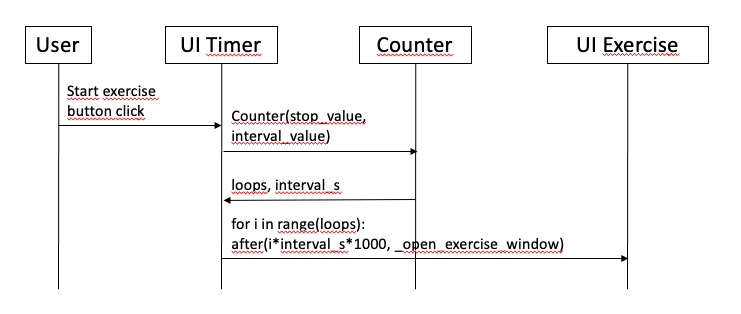 User
UI Timer
Counter
UI Exercise
Start exercise
button click
Counter(stop_value,
interval_value)
loops, interval_s
for i in range(loops):
after(i*interval_s*1000, _open_exercise_window)